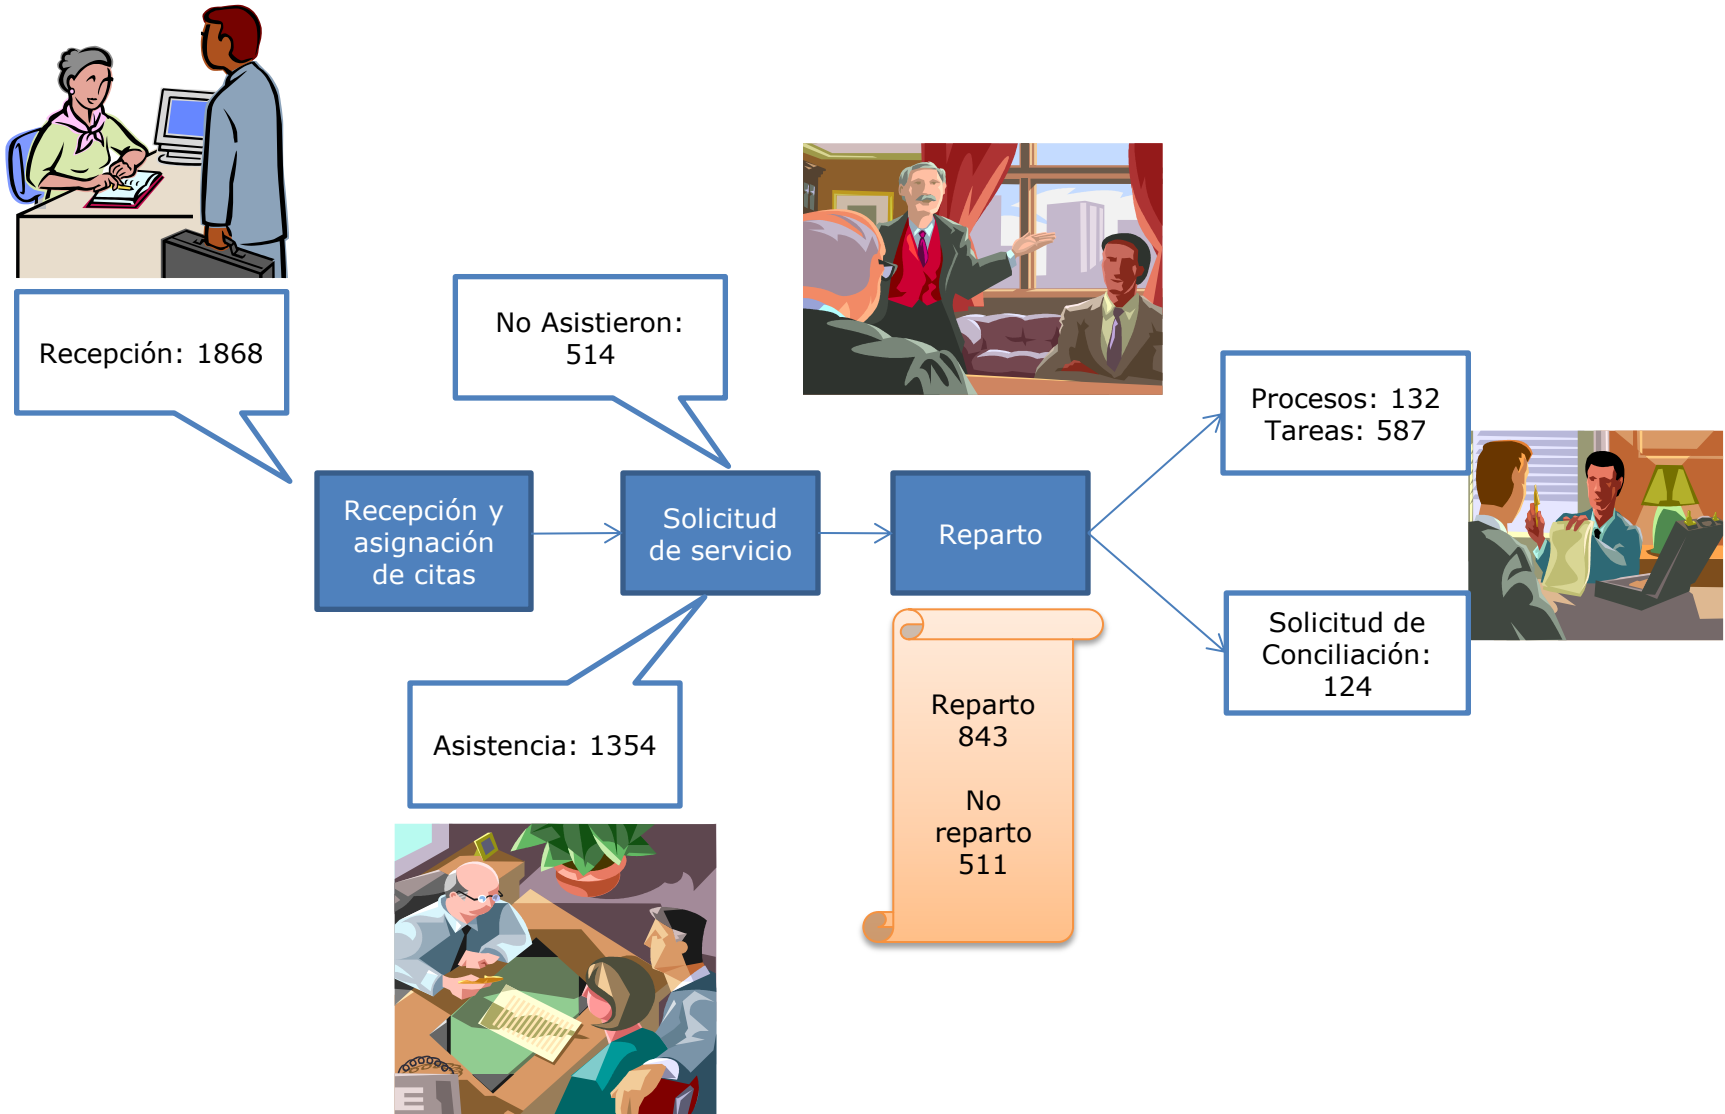 Recepción: 1868
No Asistieron:
514
Procesos: 132
Tareas: 587
Recepción y
asignación
de citas
Solicitud
de servicio
Reparto
Solicitud de
Conciliación:
124
Asistencia: 1354
Reparto
843
No
reparto
511